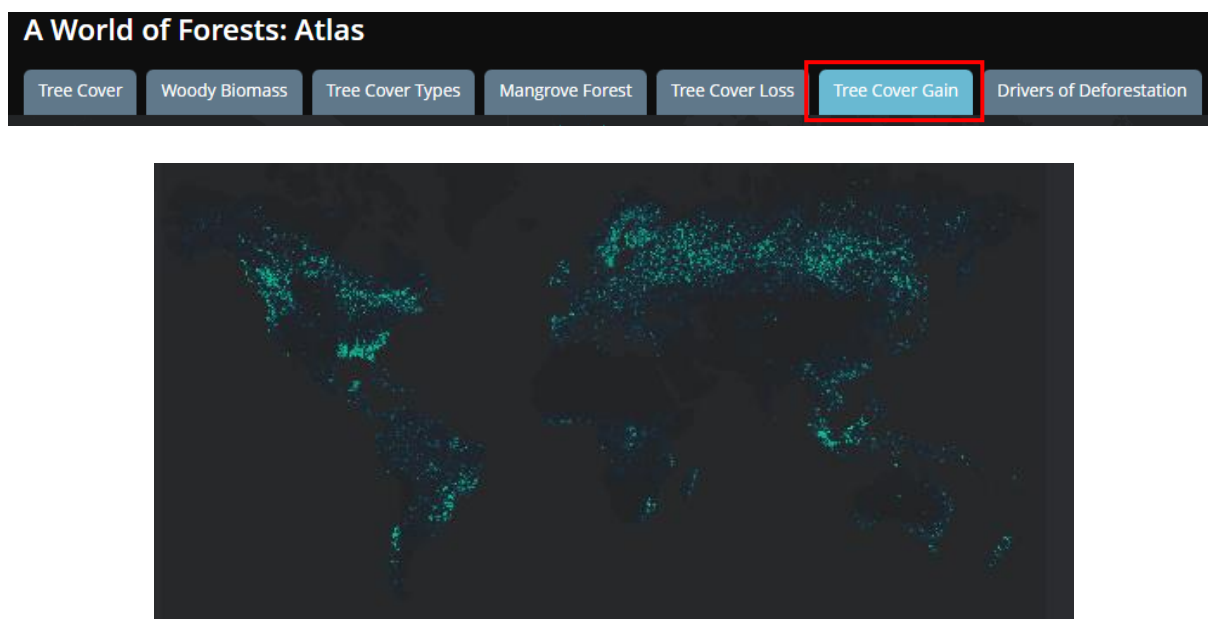 A World of Forests: Atlas
Tree Cover Woody Biomass Tree Cover Types Mangrove Forest Tree Cover Loss Tree Cover Gain Drivers of Deforestation